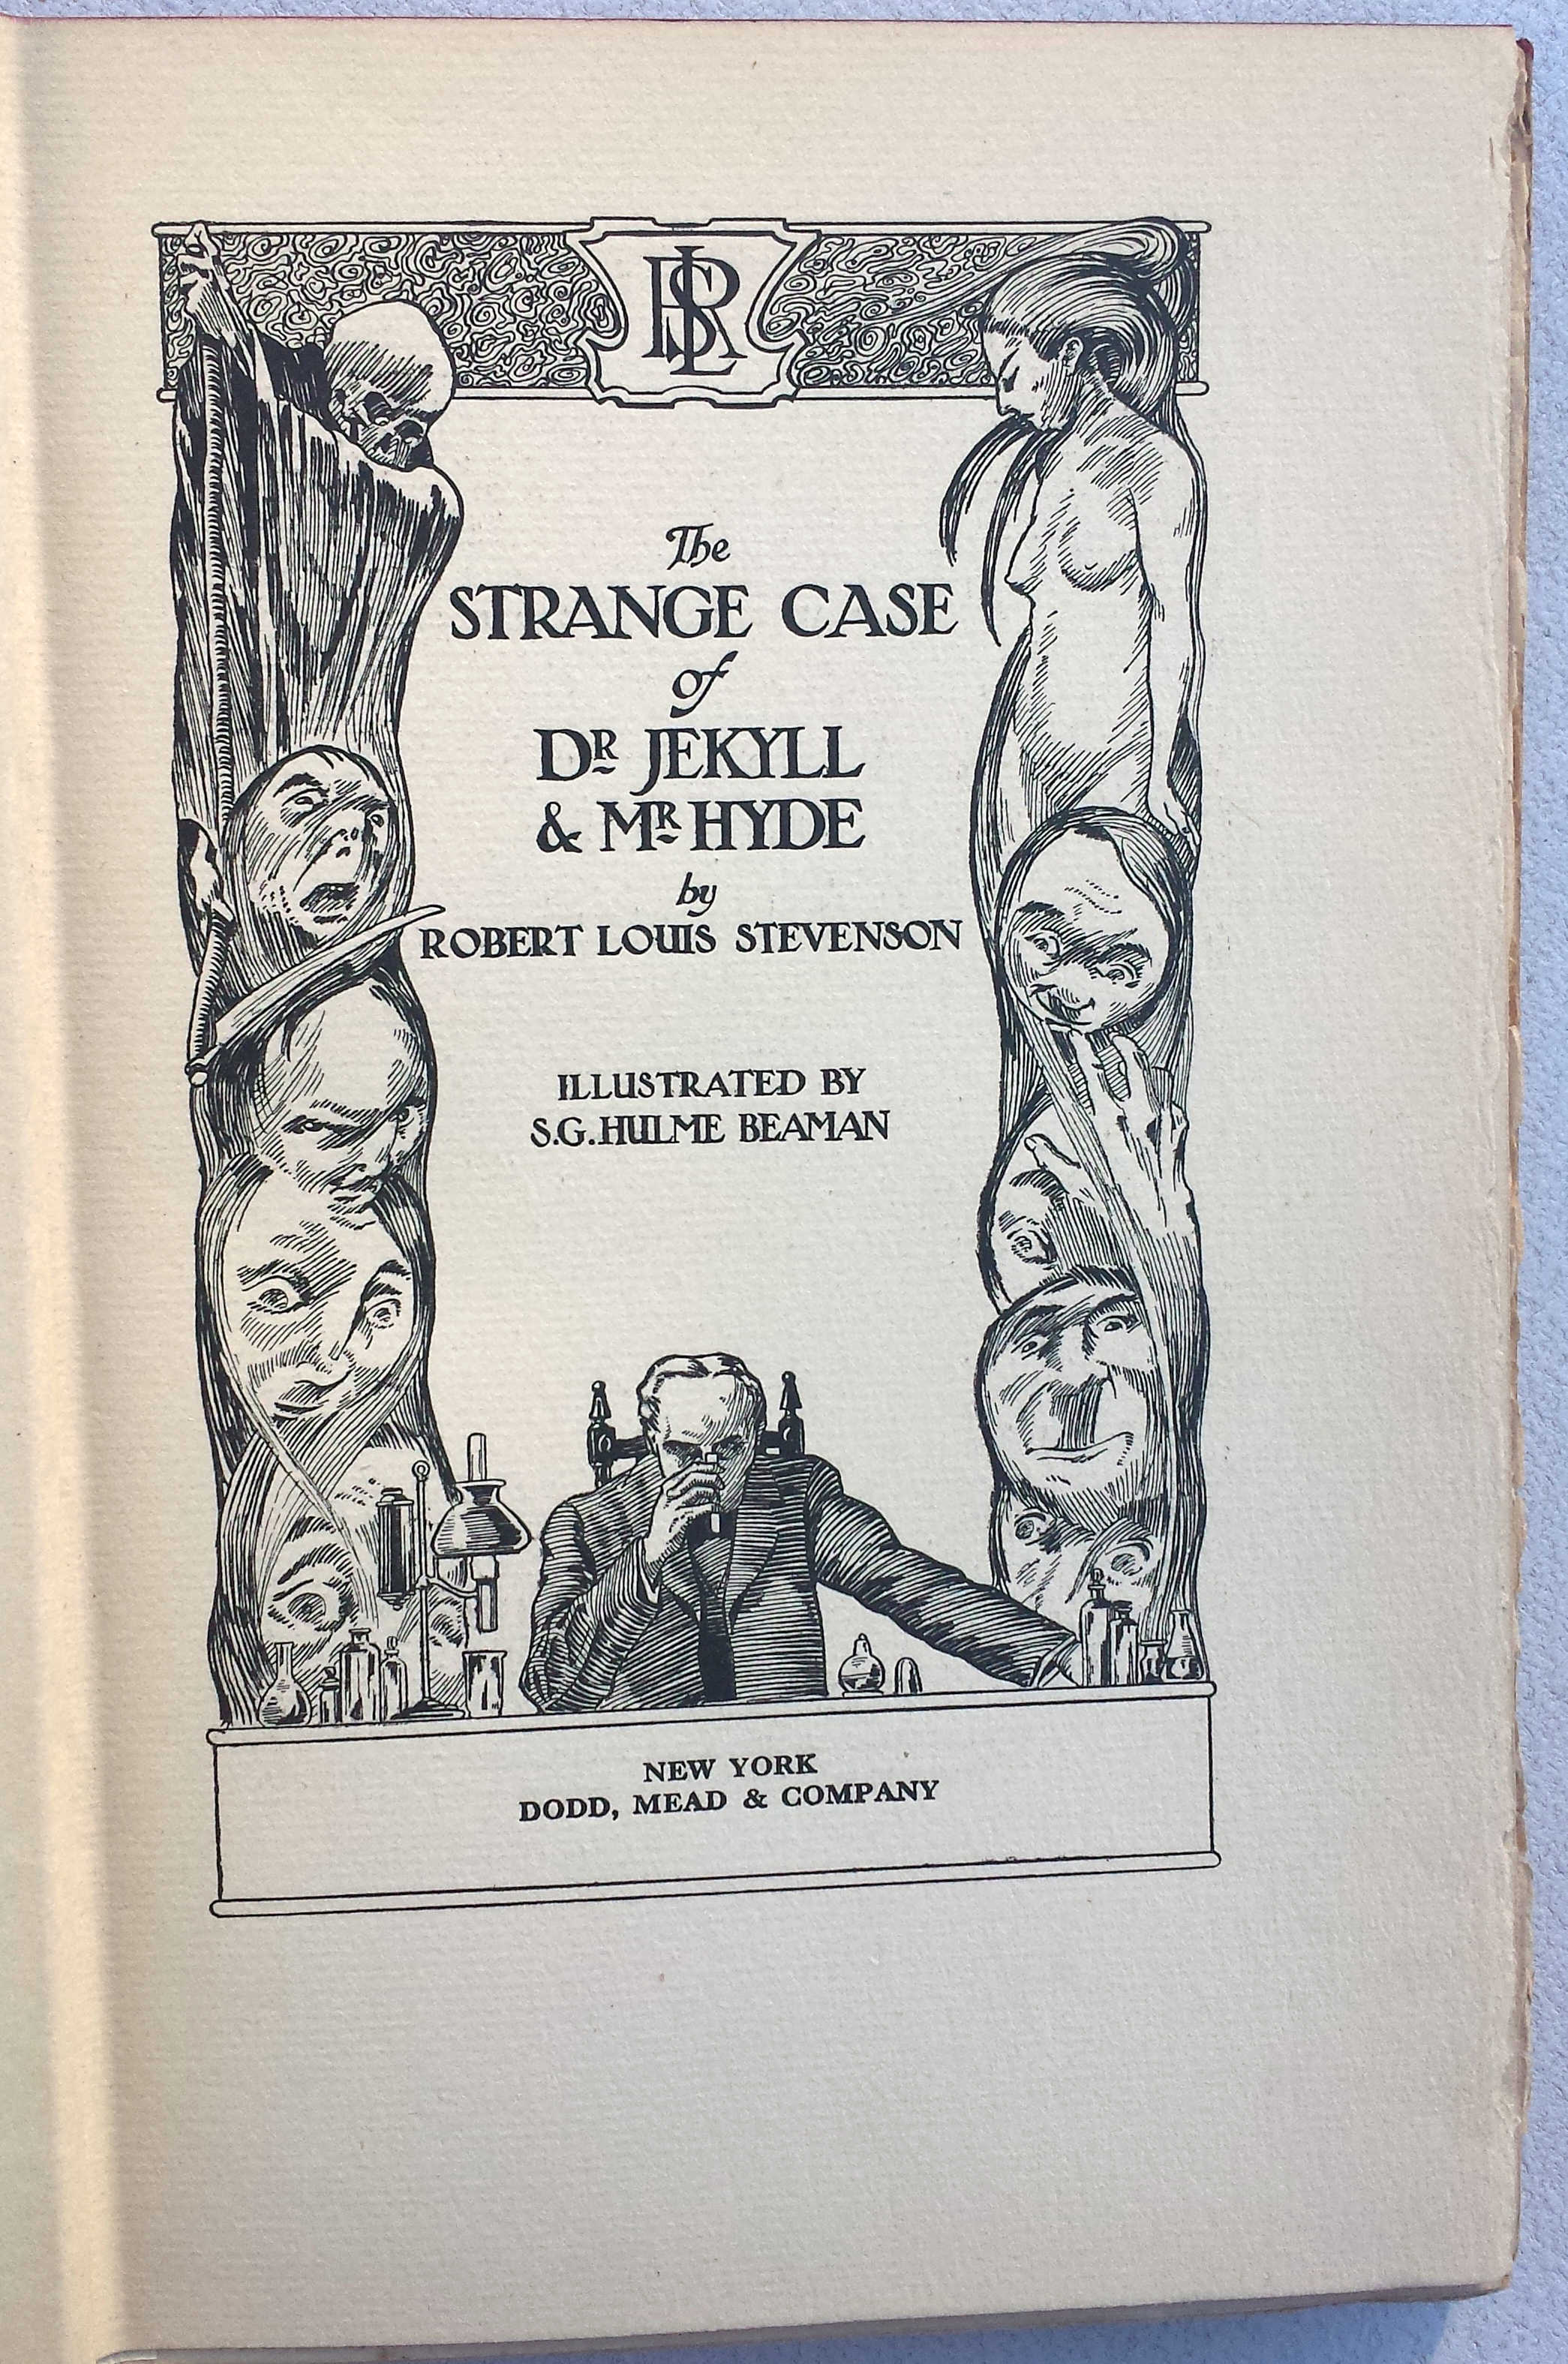 RLS
The
STRANGE CASE
of
DR JEKYLL
& MR HYDE
by
ROBERT LOUIS STEVENSON
ILLUSTRATED BY
S.G. HULME BEAMAN
NEW YORK
DODD, MEAD & COMPANY